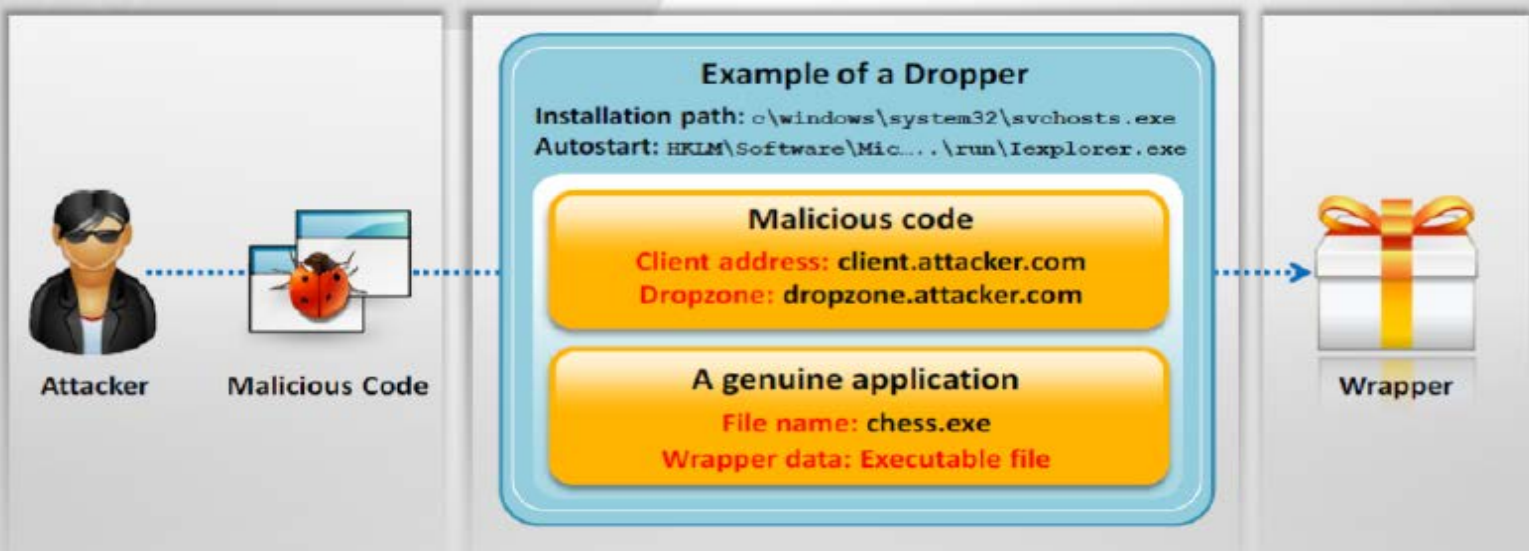 Example of a Dropper
Installation path: c\windows\system32\svchosts.exe
Autostart: HKLM\Software\Mic....\run\Iexplorer.exe
Malicious code
Client address: client.attacker.com
Dropzone: dropzone.attacker.com
A genuine application
File name: chess.exe
Wrapper data: Executable file
Attacker
Malicious Code
Wrapper